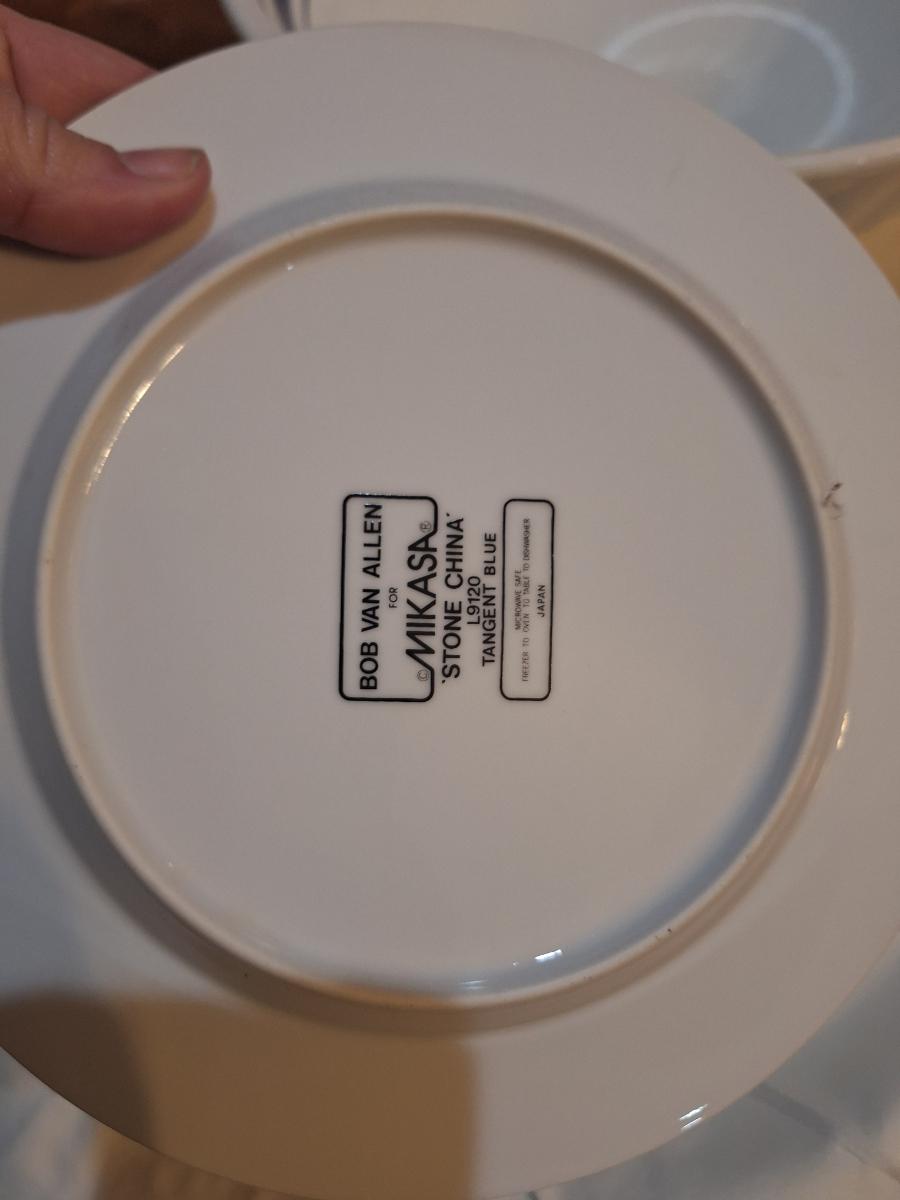 BOB VAN ALLEN
FOR
© MIKASA®
'STONE CHINA'
L9120
TANGENT BLUE
MICROWAVE SAFE
FREEZER TO OVEN TO TABLE TO DISHWASHER
JAPAN